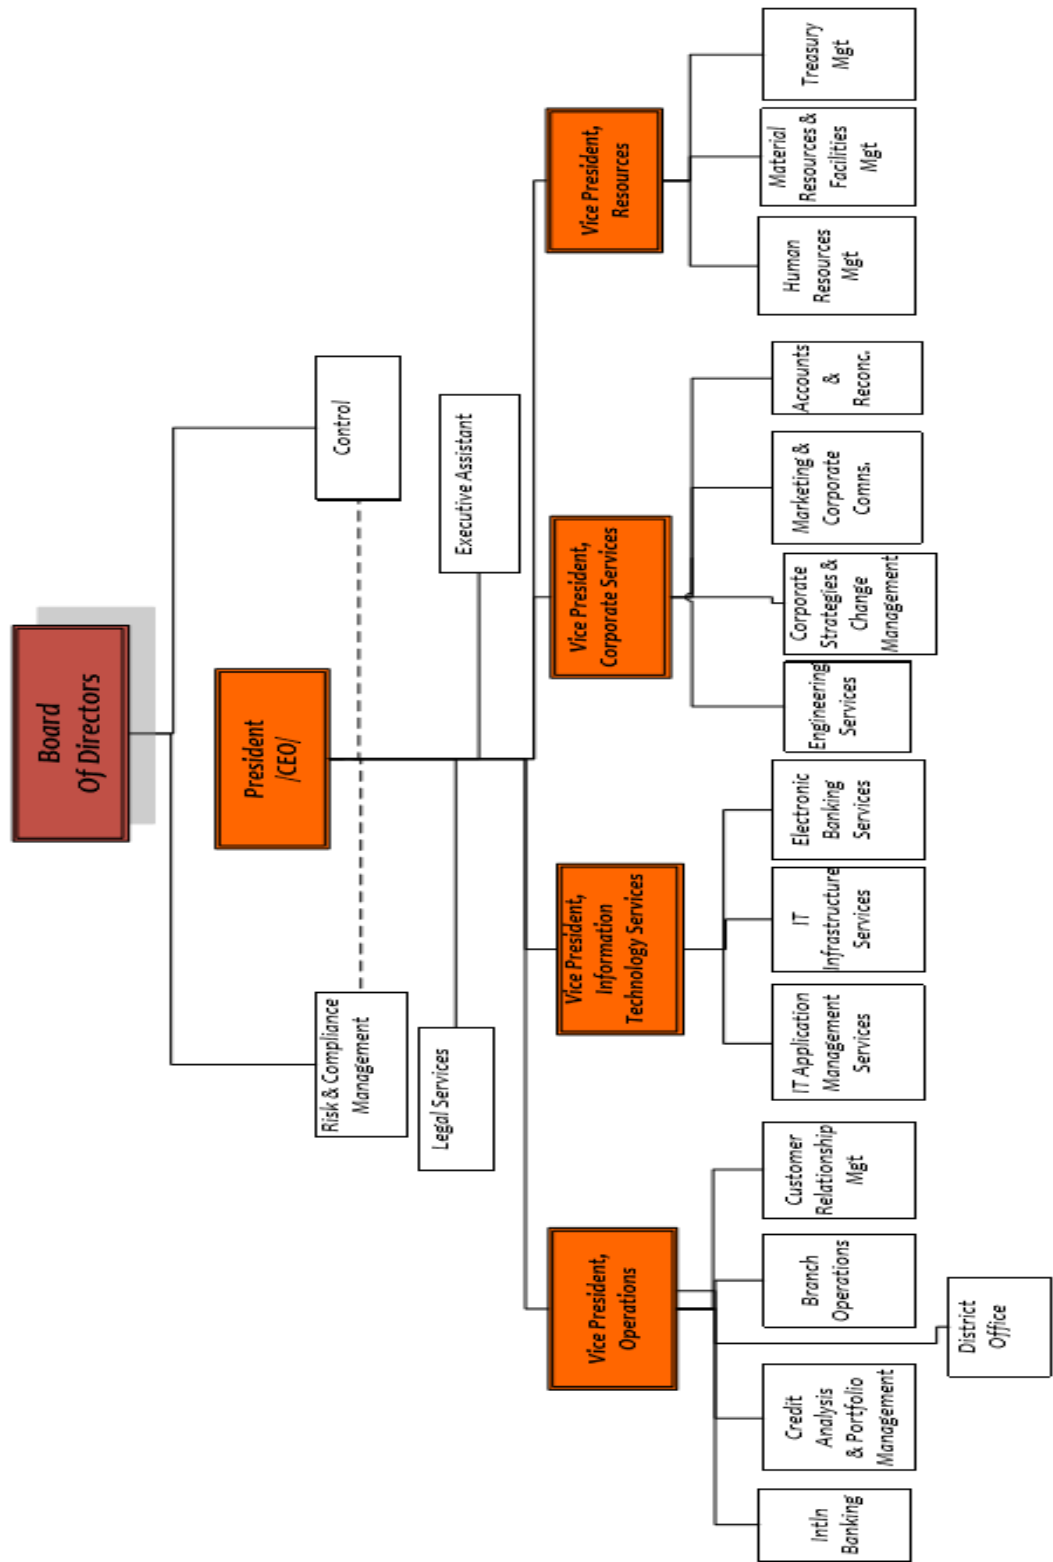 Board
Of Directors
President
/CEO/
Risk & Compliance
Management
Control
Legal Services
Executive Assistant
Vice President,
Operations
Vice President,
Information
Technology Services
Vice President,
Corporate Services
Vice President,
Resources
Intln
Banking
Credit
Analysis
& Portfolio
Management
District
Office
Branch
Operations
Customer
Relationship
Mgt
IT Application
Management
Services
IT
Infrastructure
Services
Electronic
Banking
Services
Engineering
Services
Corporate
Strategies &
Change
Management
Marketing &
Corporate
Comns.
Accounts
&
Reconc.
Human
Resources
Mgt
Material
Resources &
Facilities
Mgt
Treasury
Mgt